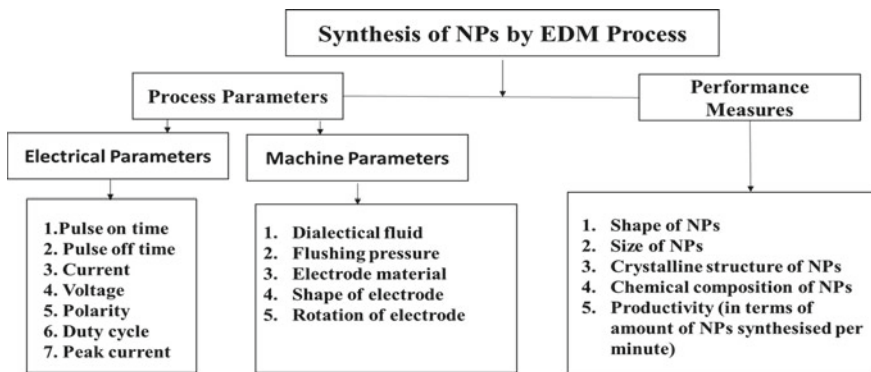 Synthesis of NPs by EDM Process
Process Parameters
Performance
Measures
Electrical Parameters
Machine Parameters
1.Pulse on time
2. Pulse off time
3. Current
4. Voltage
5. Polarity
6. Duty cycle
7. Peak current
1. Dialectical fluid
2. Flushing pressure
3. Electrode material
4. Shape of electrode
5. Rotation of electrode
1. Shape of NPs
2. Size of NPs
3. Crystalline structure of NPs
4. Chemical composition of NPs
5. Productivity (in terms of
amount of NPs synthesised per
minute)